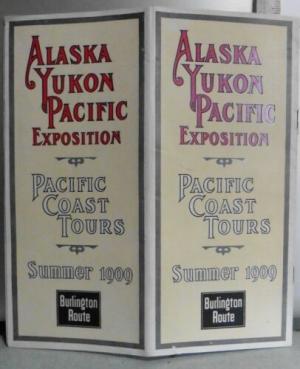 ALASKA
YUKON
PACIFIC
EXPOSITION
PACIFIC
COAST
TOURS
Summer 1909
Burlington
Route
ALASKA
YUKON
PACIFIC
EXPOSITION
PACIFIC
COAST
TOURS
Summer 1909
Burlington
Route